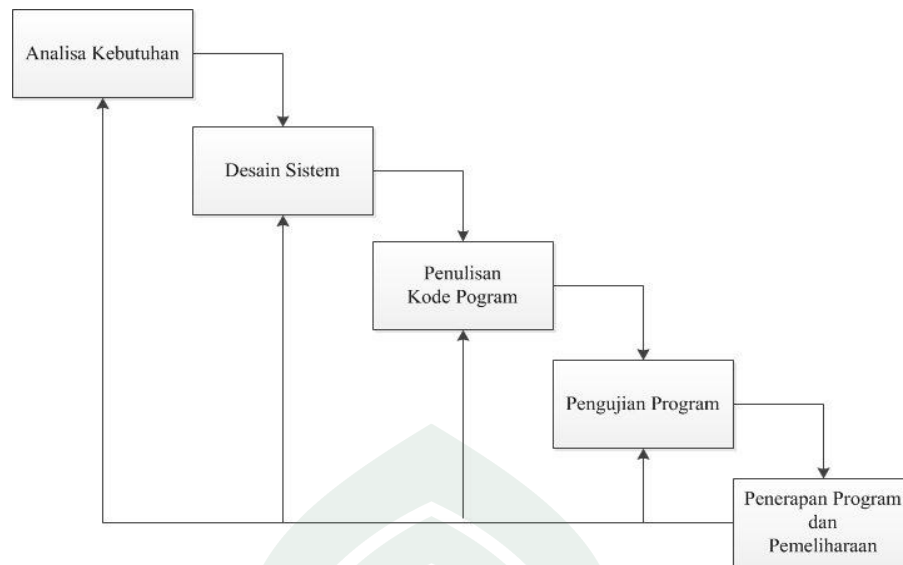 Analisa Kebutuhan
Desain Sistem
Penulisan
Kode Pogram
Pengujian Program
Penerapan Program
dan
Pemeliharaan